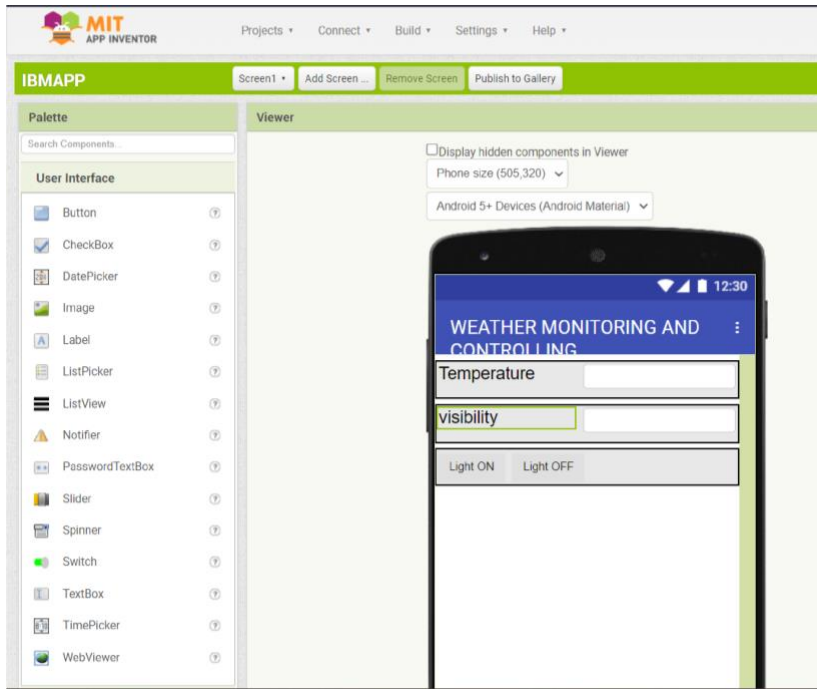 MIT
APP INVENTOR
Projects Connect Build Settings Help
IBMAPP
Screen1 Add Screen ... Remove Screen Publish to Gallery
Palette
Search Components...
User Interface
Button
CheckBox
DatePicker
Image
Label
ListPicker
ListView
Notifier
PasswordTextBox
Slider
Spinner
Switch
TextBox
TimePicker
WebViewer
Viewer
Display hidden components in Viewer
Phone size (505,320)
Android 5+ Devices (Android Material)
12:30
WEATHER MONITORING AND
CONTROLLING
Temperature
visibility
Light ON Light OFF